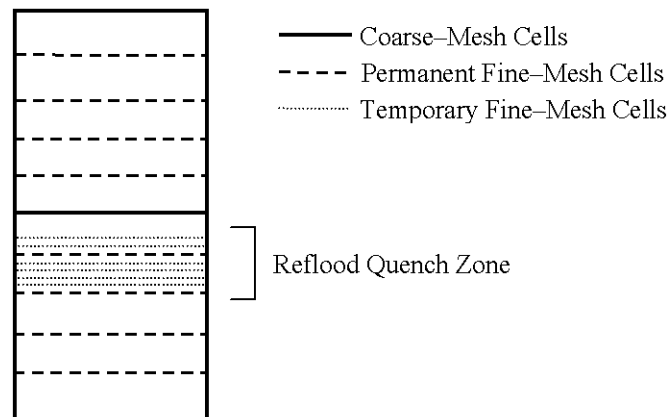 Coarse–Mesh Cells
Permanent Fine–Mesh Cells
Temporary Fine–Mesh Cells
Reflood Quench Zone